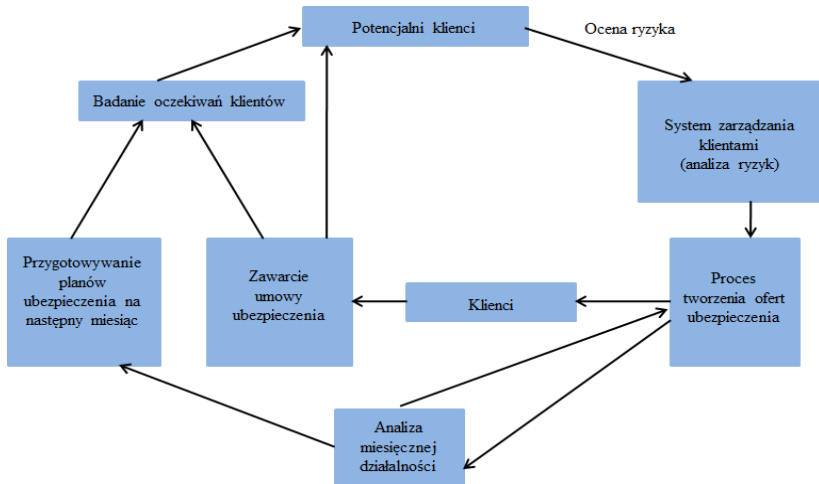 Potencjalni klienci
Ocena ryzyka
Badanie oczekiwań klientów
System zarządzania
klientami
(analiza ryzyk)
Przygotowywanie
planów
ubezpieczenia na
następny miesiąc
Zawarcie
umowy
ubezpieczenia
Klienci
Proces
tworzenia ofert
ubezpieczenia
Analiza
miesięcznej
działalności